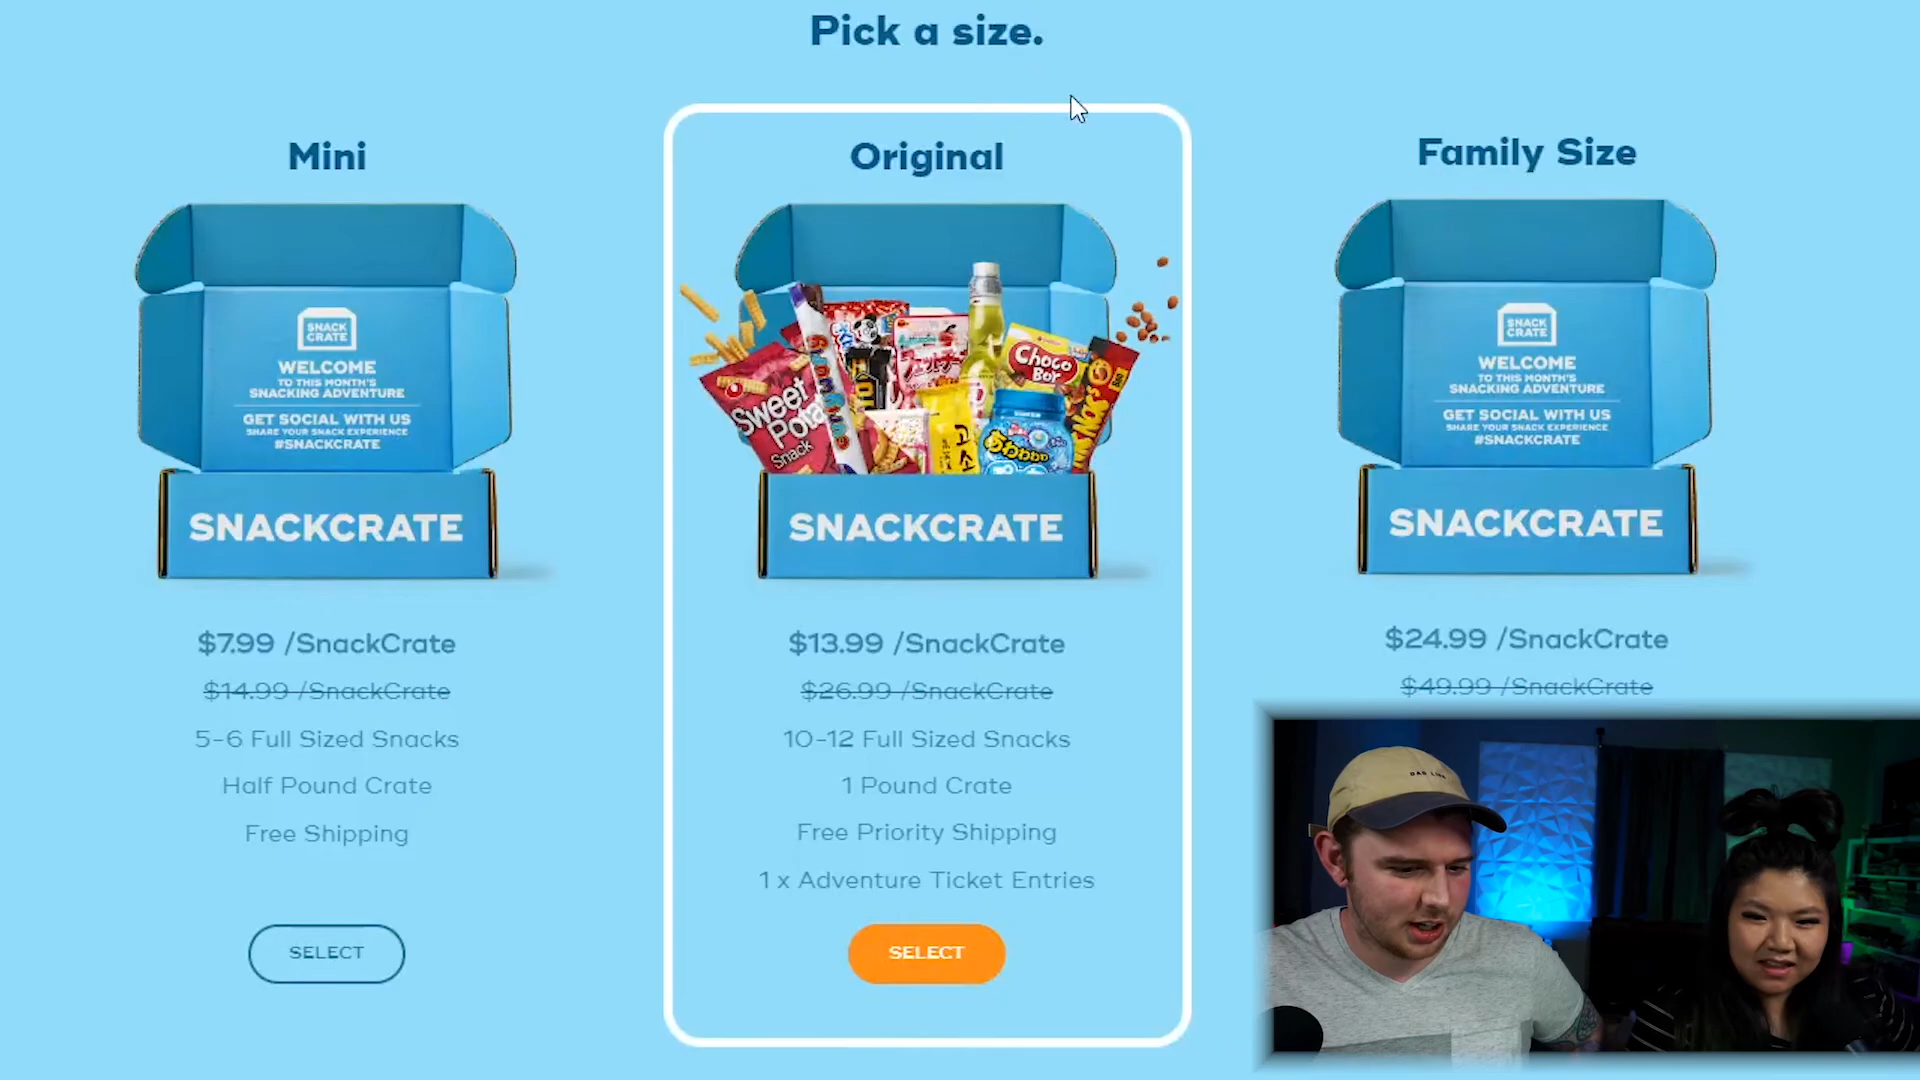 Pick a size.
Mini
SNACK
CRATE
WELCOME
TO THIS MONTH'S
SNACKING ADVENTURE
GET SOCIAL WITH US
SHARE YOUR SNACK EXPERIENCE
#SNACKCRATE
SNACKCRATE
$7.99 /SnackCrate
$14.99 /SnackCrate
5-6 Full Sized Snacks
Half Pound Crate
Free Shipping
SELECT
Original
Sweet
Snack
Choco
SNACKCRATE
$13.99 /SnackCrate
$26.99 /SnackCrate
10-12 Full Sized Snacks
1 Pound Crate
Free Priority Shipping
1 x Adventure Ticket Entries
SELECT
Family Size
SNACK
CRATE
WELCOME
TO THIS MONTH'S
SNACKING ADVENTURE
GET SOCIAL WITH US
SHARE YOUR SNACK EXPERIENCE
#SNACKCRATE
SNACKCRATE
$24.99 /SnackCrate
$49.99 /SnackCrate